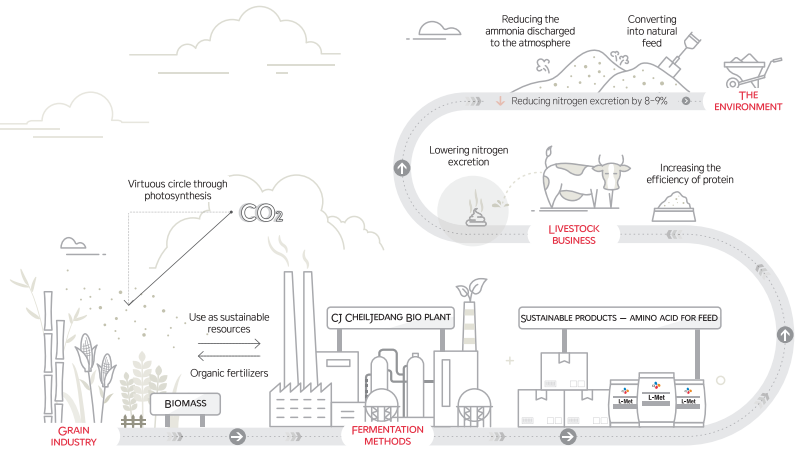 Reducing the
ammonia discharged
to the atmosphere
Converting
into natural
feed
↓ Reducing nitrogen excretion by 8-9%
THE
ENVIRONMENT
Lowering nitrogen
excretion
Increasing the
efficiency of protein
LIVESTOCK
BUSINESS
Virtuous circle through
photosynthesis
CO2
Use as sustainable
resources
Organic fertilizers
CJ CHEILJEDANG BIO PLANT
SUSTAINABLE PRODUCTS – AMINO ACID FOR FEED
L-Met
L-Met
L-Met
BIOMASS
GRAIN
INDUSTRY
FERMENTATION
METHODS